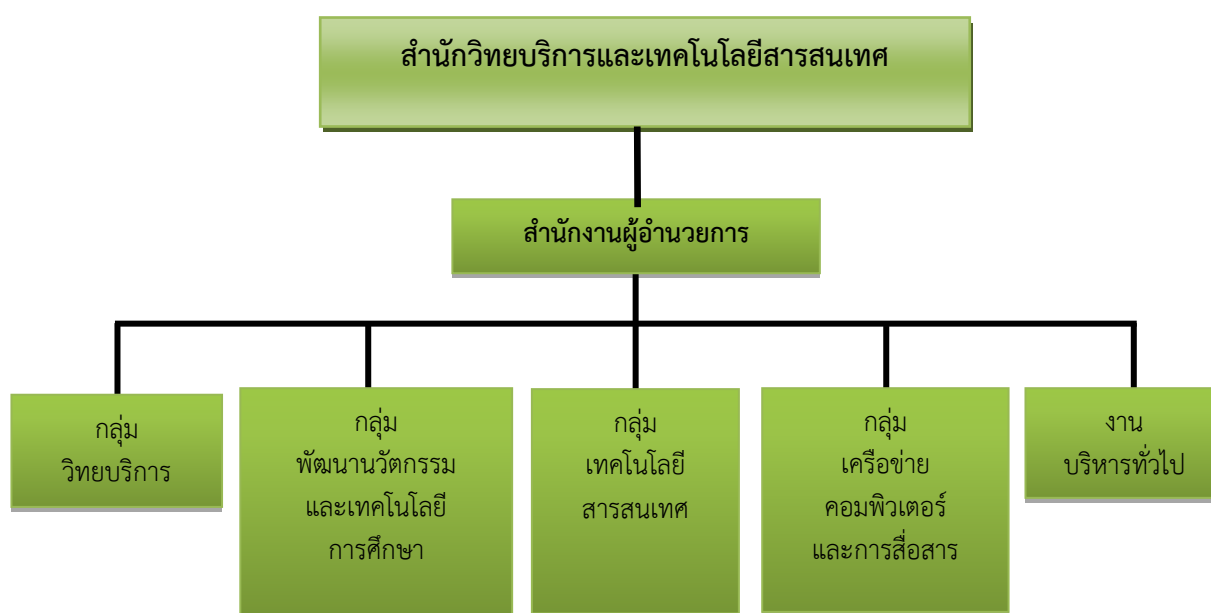 สำนักวิทยบริการและเทคโนโลยีสารสนเทศ
สำนักงานผู้อำนวยการ
กลุ่ม
วิทยบริการ
กลุ่ม
พัฒนานวัตกรรม
และเทคโนโลยี
การศึกษา
กลุ่ม
เทคโนโลยี
สารสนเทศ
กลุ่ม
เครือข่าย
คอมพิวเตอร์
และการสื่อสาร
งาน
บริหารทั่วไป